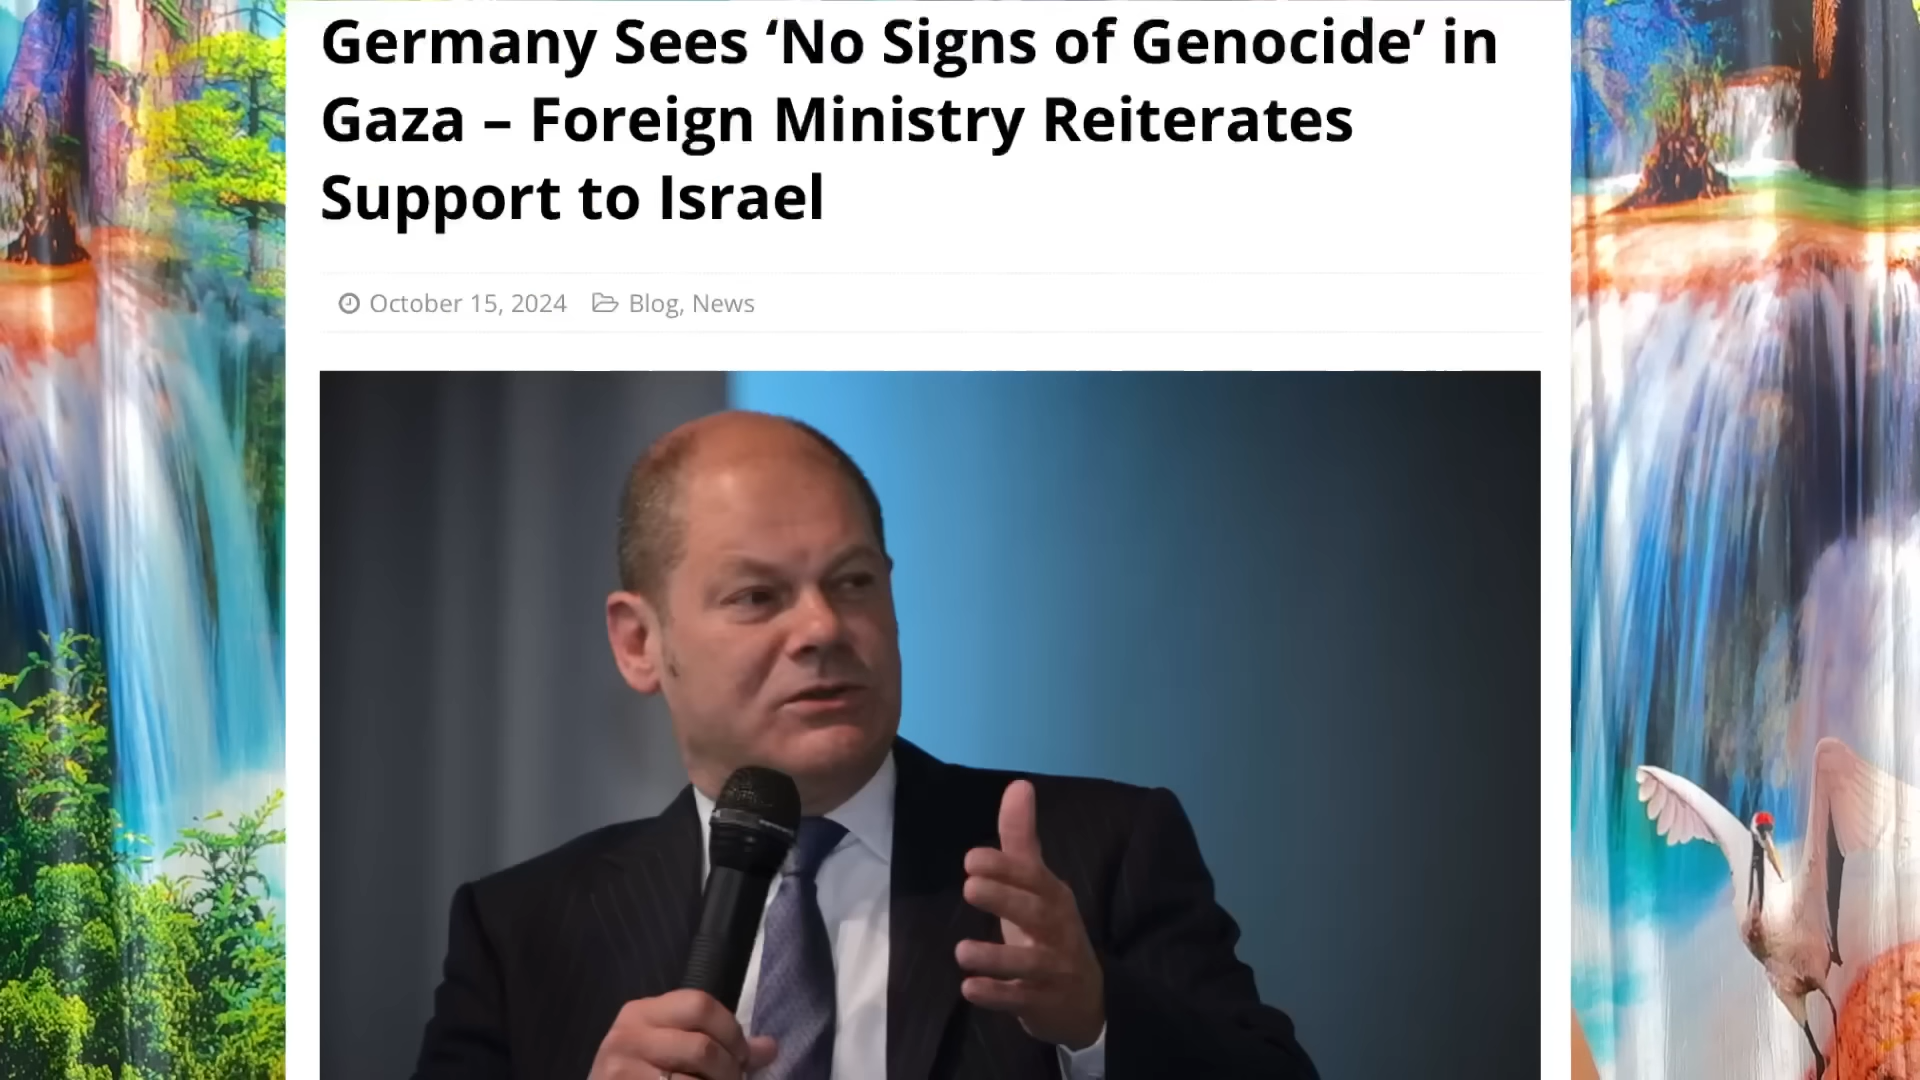 Germany Sees ‘No Signs of Genocide’ in
Gaza – Foreign Ministry Reiterates
Support to Israel
October 15, 2024 Blog, News